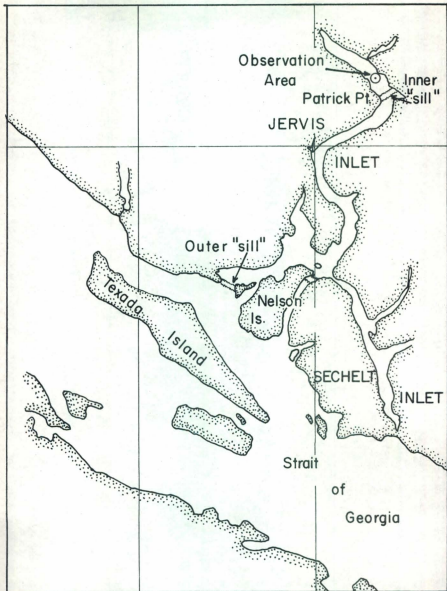 Observation
Area
Inner
"sill"
Patrick Pt.
JERVIS
INLET
Outer "sill"
Nelson
Is.
Texada
Island
SECHELT
INLET
Strait
of
Georgia